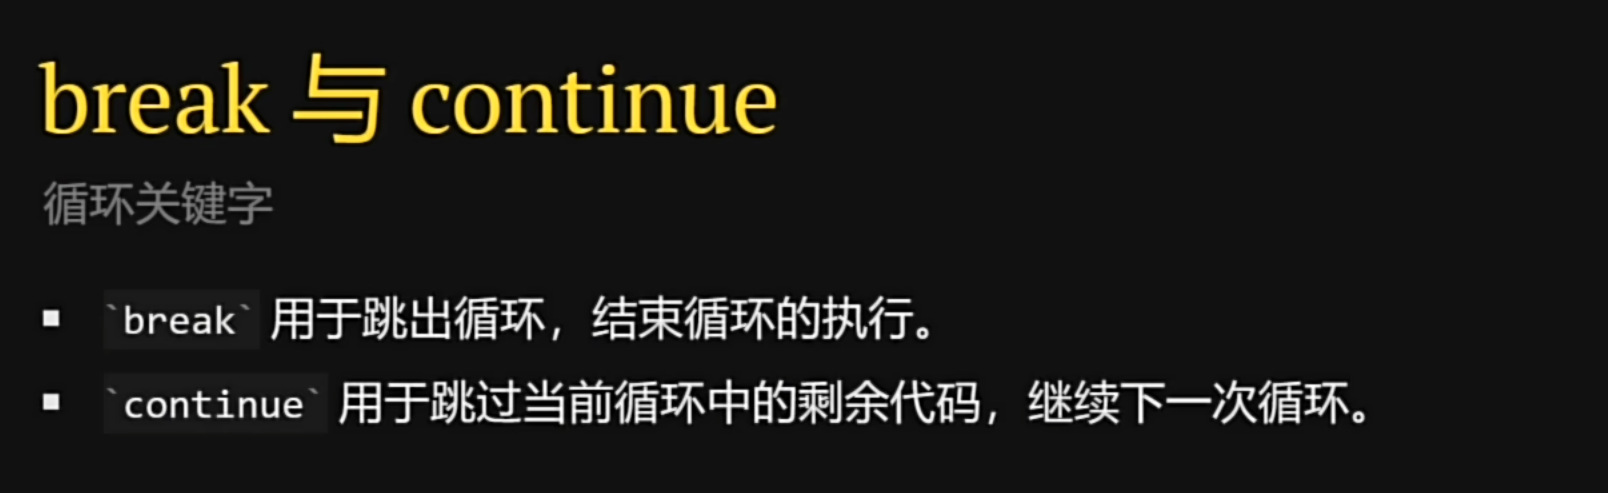 break 与 continue
循环关键字
▪ `break` 用于跳出循环，结束循环的执行。
▪ `continue` 用于跳过当前循环中的剩余代码，继续下一次循环。